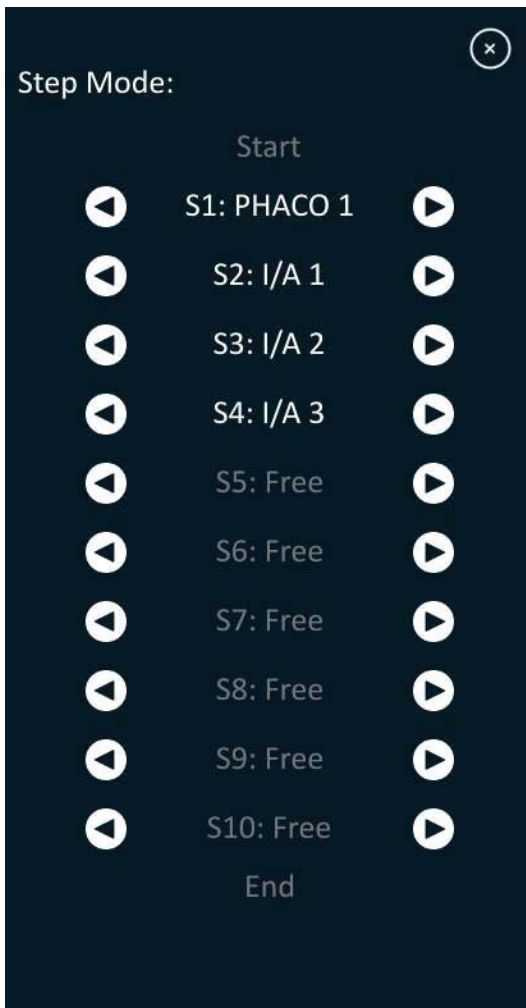 Step Mode:
Start
S1: PHACO 1
S2: I/A 1
S3: I/A 2
S4: I/A 3
S5: Free
S6: Free
S7: Free
S8: Free
S9: Free
S10: Free
End